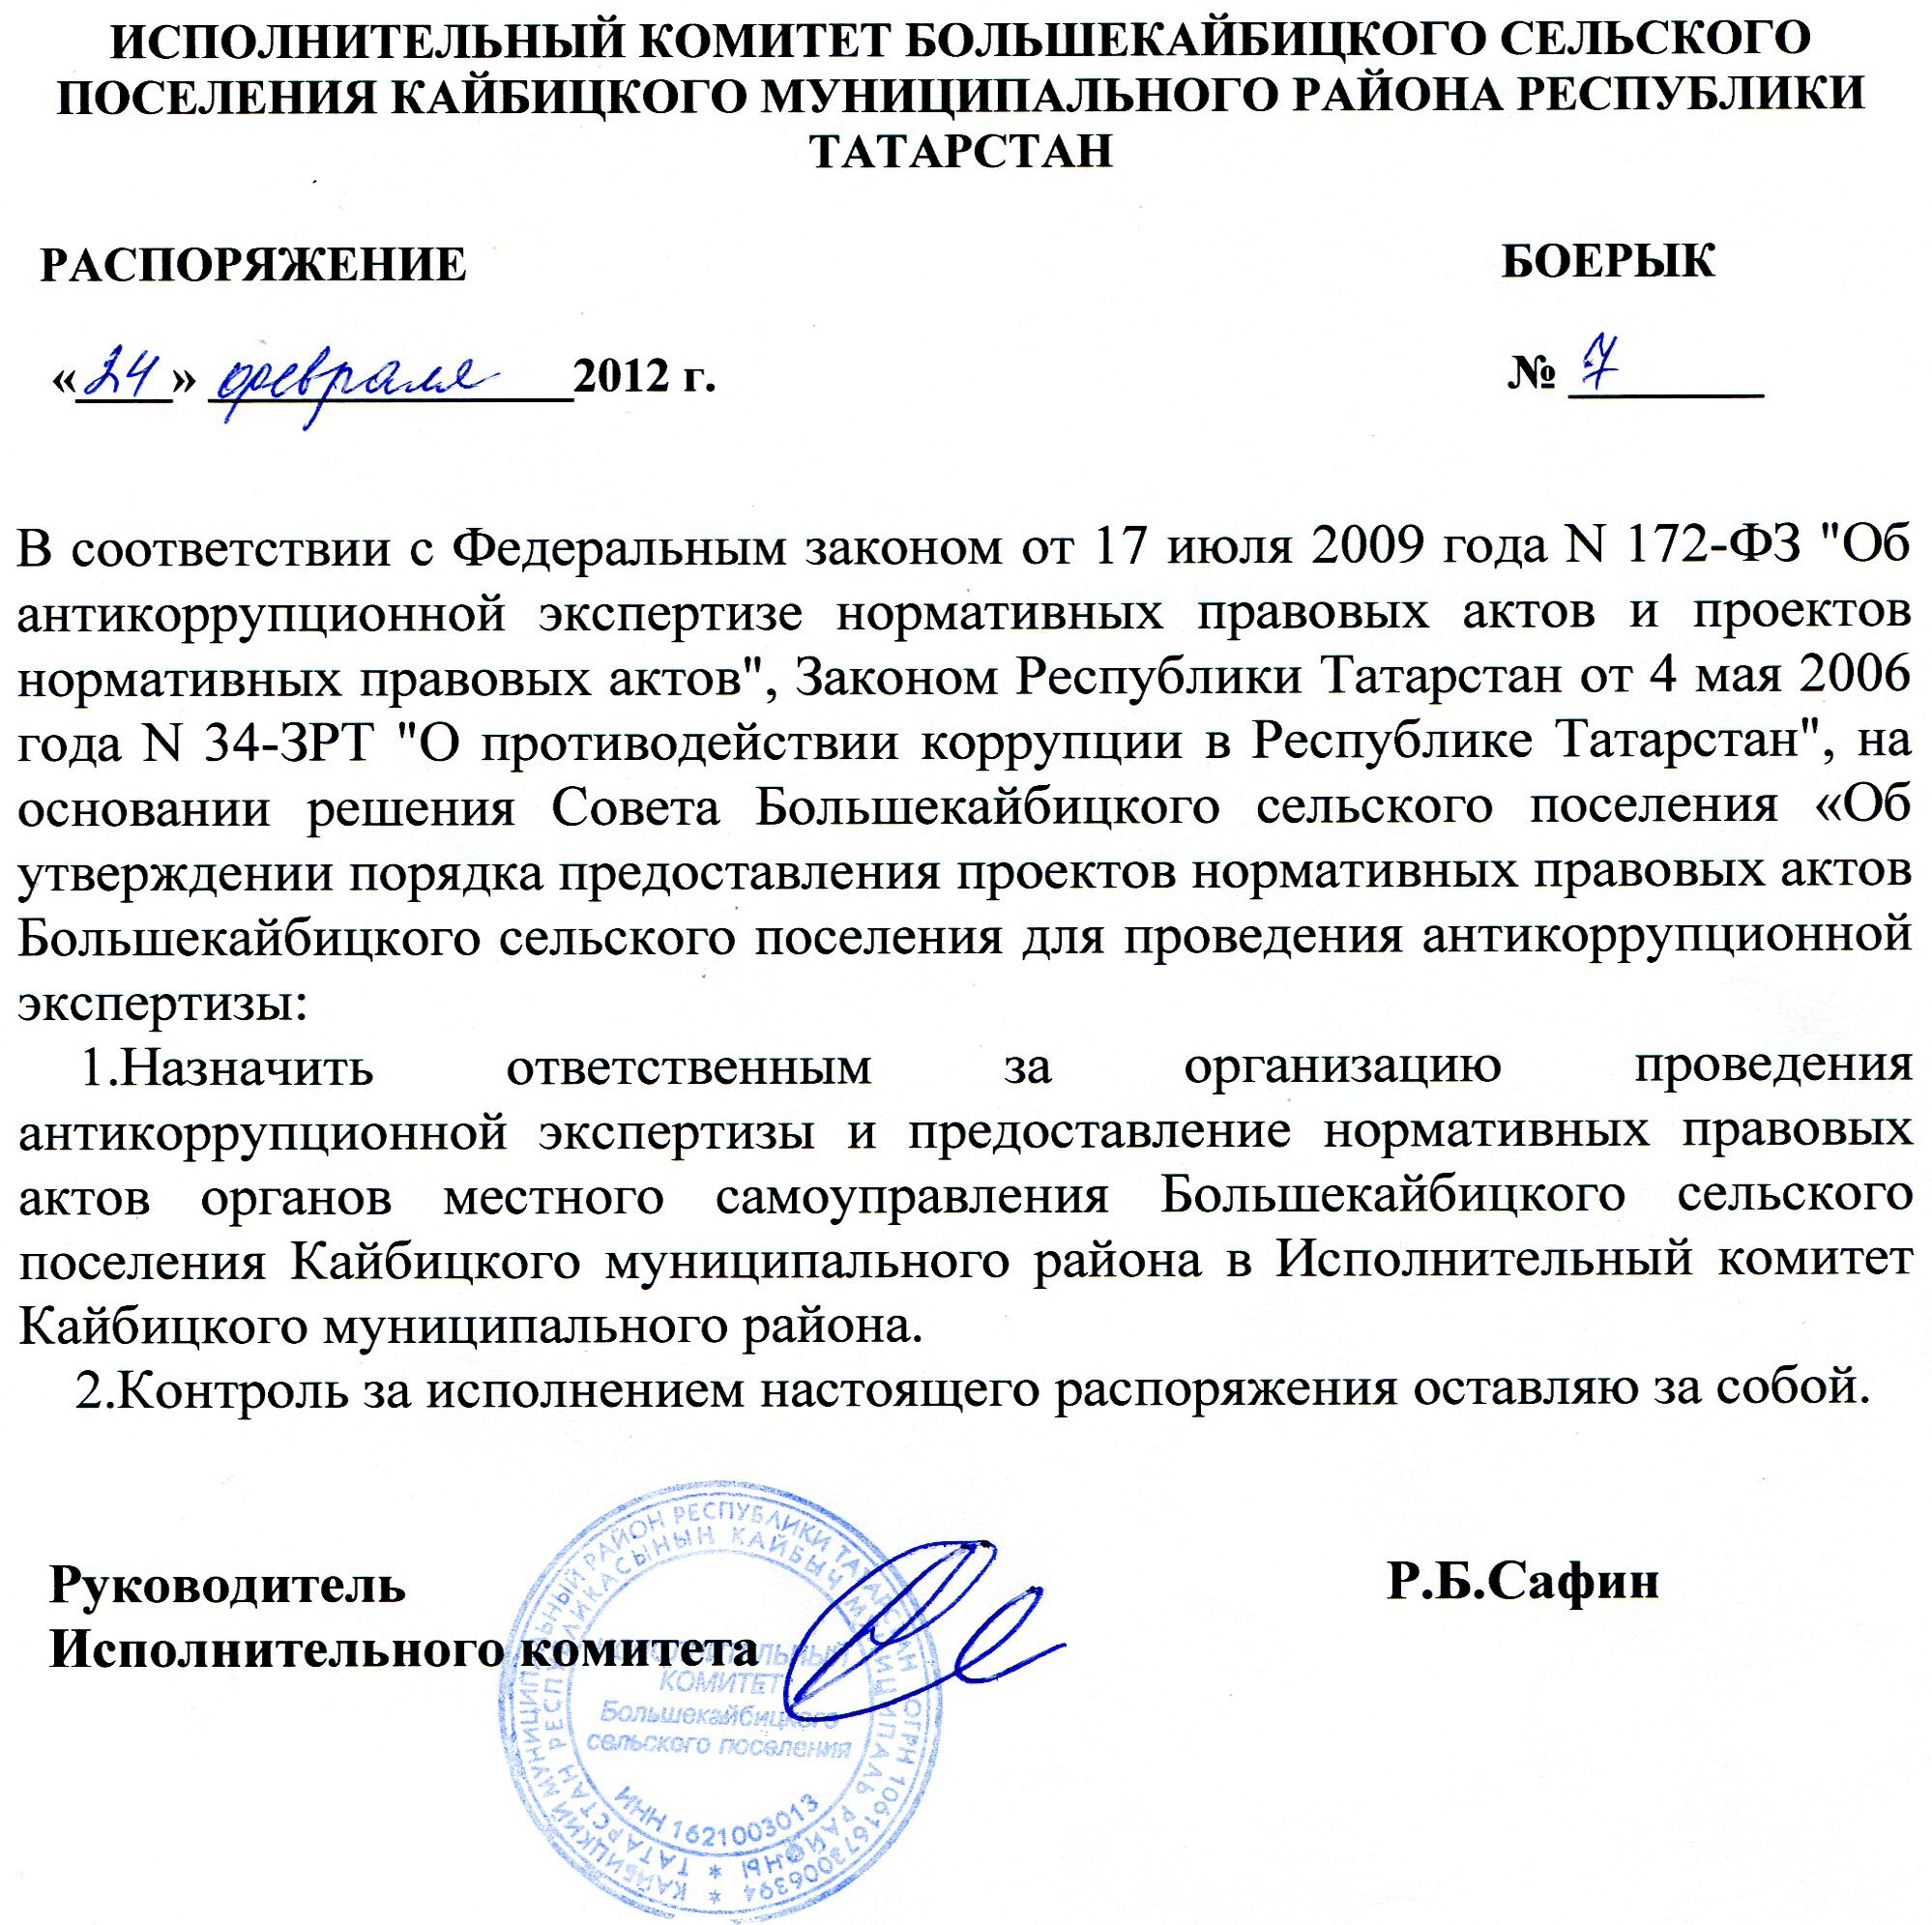 ИСПОЛНИТЕЛЬНЫЙ КОМИТЕТ БОЛЬШЕКАЙБИЦКОГО СЕЛЬСКОГО
ПОСЕЛЕНИЯ КАЙБИЦКОГО МУНИЦИПАЛЬНОГО РАЙОНА РЕСПУБЛИКИ
ТАТАРСТАН
РАСПОРЯЖЕНИЕ БОЕРЫК
«24» февраля 2012 г. № 7
В соответствии с Федеральным законом от 17 июля 2009 года N 172-ФЗ "Об
антикоррупционной экспертизе нормативных правовых актов и проектов
нормативных правовых актов", Законом Республики Татарстан от 4 мая 2006
года N 34-ЗРТ "О противодействии коррупции в Республике Татарстан", на
основании решения Совета Большекайбицкого сельского поселения «Об
утверждении порядка предоставления проектов нормативных правовых актов
Большекайбицкого сельского поселения для проведения антикоррупционной
экспертизы:
1.Назначить ответственным за организацию проведения
антикоррупционной экспертизы и предоставление нормативных правовых
актов органов местного самоуправления Большекайбицкого сельского
поселения Кайбицкого муниципального района в Исполнительный комитет
Кайбицкого муниципального района.
2.Контроль за исполнением настоящего распоряжения оставляю за собой.
Руководитель Р.Б.Сафин
Исполнительного комитета
КАЙБИЦКИЙ МУНИЦИПАЛЬНЫЙ РАЙОН РЕСПУБЛИКИ ТАТАРСТАН ОГРН 1061673006394
ТАТАРСТАН РЕСПУБЛИКАСЫНЫҢ КАЙБЫЧ МУНИЦИПАЛЬ РАЙОНЫ
ИСПОЛНИТЕЛЬНЫЙ
КОМИТЕТ
Большекайбицкого
сельского поселения
ИНН 1621003013